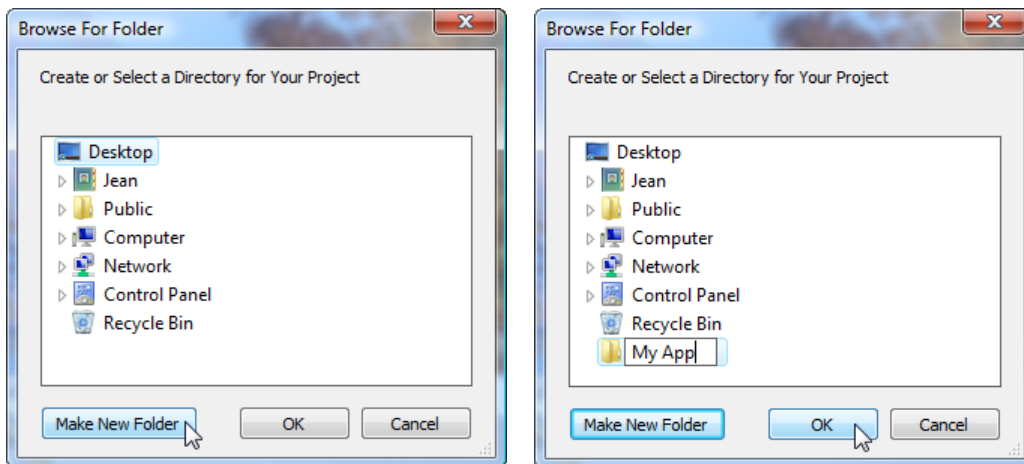 Browse For Folder
Create or Select a Directory for Your Project
Desktop
Jean
Public
Computer
Network
Control Panel
Recycle Bin
Make New Folder
OK
Cancel
Browse For Folder
Create or Select a Directory for Your Project
Desktop
Jean
Public
Computer
Network
Control Panel
Recycle Bin
My App
Make New Folder
OK
Cancel